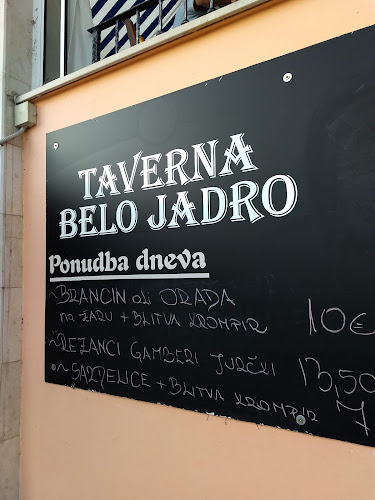 TAVERNA
BELO JADRO
Ponudba dneva
~BRANCIN ali ORADA
na ŽARU + BLITVA KROMPIR 10€
~REZANCI GAMBERI JURČKI 13,50
~ SARDELICE + BLITVA KROMPIR 7